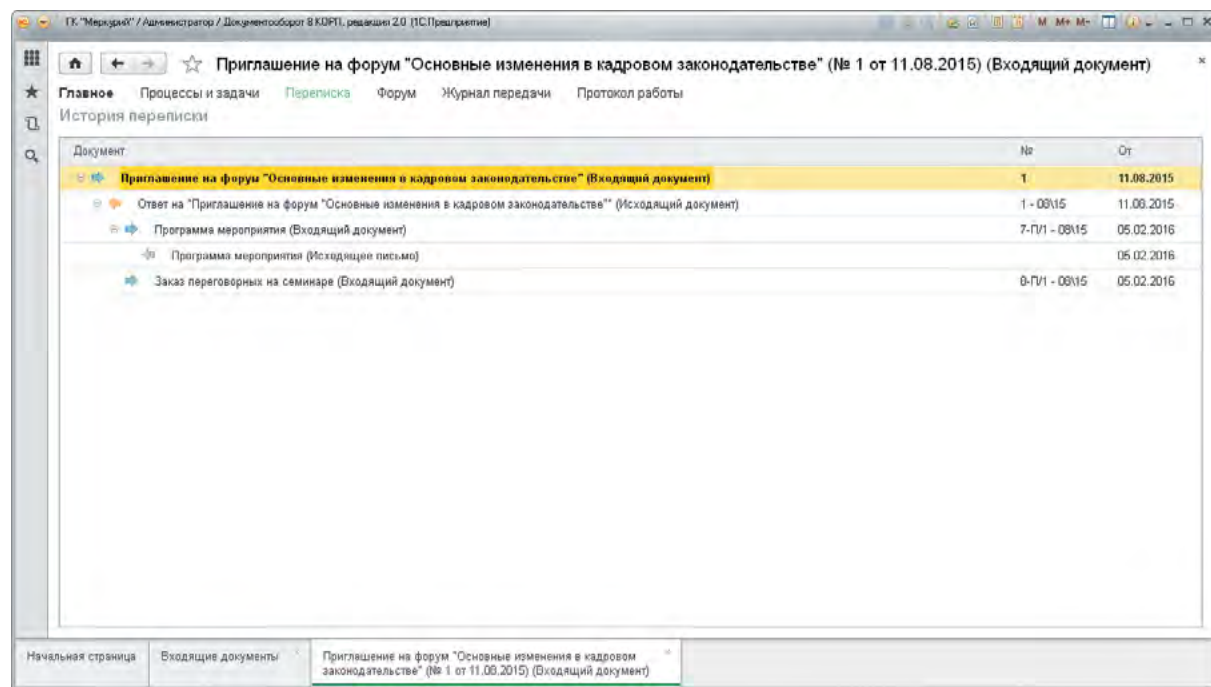 ГК "Меркурий" / Администратор / Документооборот 8 КОРП, редакция 2.0 (1С:Предприятие)
M M+ M-
Приглашение на форум "Основные изменения в кадровом законодательстве" (№ 1 от 11.08.2015) (Входящий документ)
Главное Процессы и задачи Переписка Форум Журнал передачи Протокол работы
История переписки
Документ № От
Приглашение на форум "Основные изменения в кадровом законодательстве" (Входящий документ) 1 11.08.2015
Ответ на "Приглашение на форум "Основные изменения в кадровом законодательстве"" (Исходящий документ) 1 - 08\15 11.08.2015
Программа мероприятия (Входящий документ) 7-П/1 - 08\15 05.02.2016
Программа мероприятия (Исходящее письмо) 05.02.2016
Заказ переговорных на семинаре (Входящий документ) 8-П/1 - 08\15 05.02.2016
Начальная страница Входящие документы Приглашение на форум "Основные изменения в кадровом
законодательстве" (№ 1 от 11.08.2015) (Входящий документ)